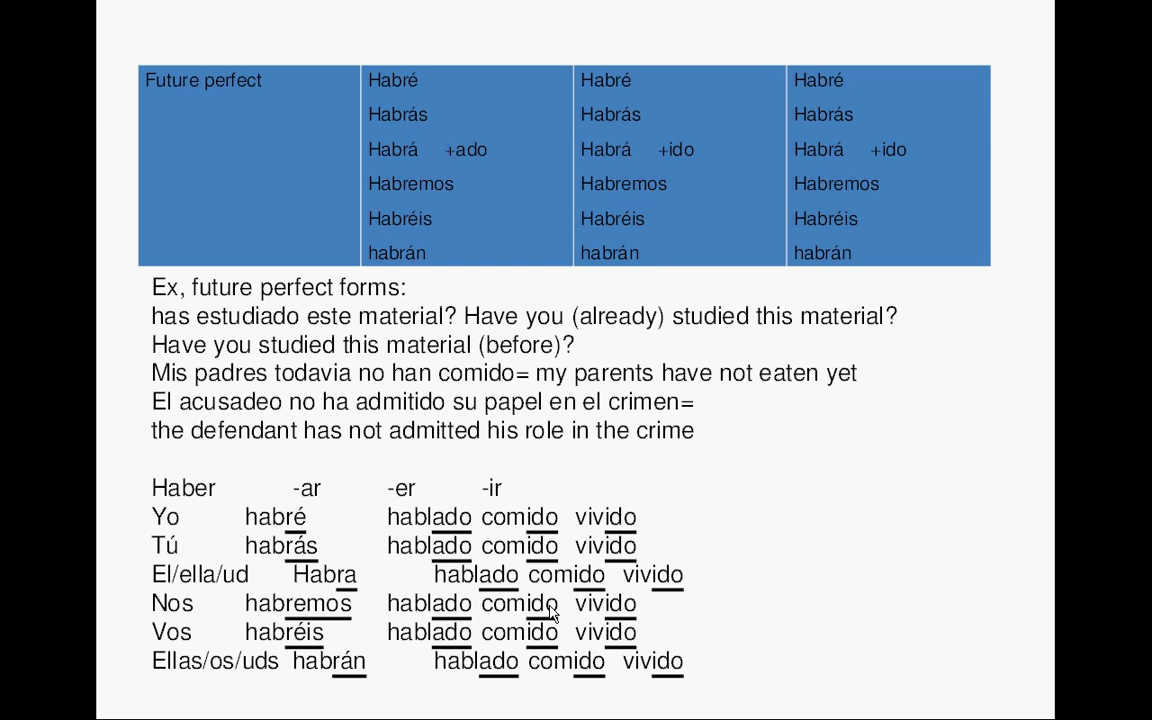 Future perfect Habré Habré Habré
Habrás Habrás Habrás
Habrá +ado Habrá +ido Habrá +ido
Habremos Habremos Habremos
Habréis Habréis Habréis
habrán habrán habrán
Ex, future perfect forms:
has estudiado este material? Have you (already) studied this material?
Have you studied this material (before)?
Mis padres todavia no han comido= my parents have not eaten yet
El acusadeo no ha admitido su papel en el crimen=
the defendant has not admitted his role in the crime
Haber -ar -er -ir
Yo habré hablado comido vivido
Tú habrás hablado comido vivido
El/ella/ud Habra hablado comido vivido
Nos habremos hablado comido vivido
Vos habréis hablado comido vivido
Ellas/os/uds habrán hablado comido vivido